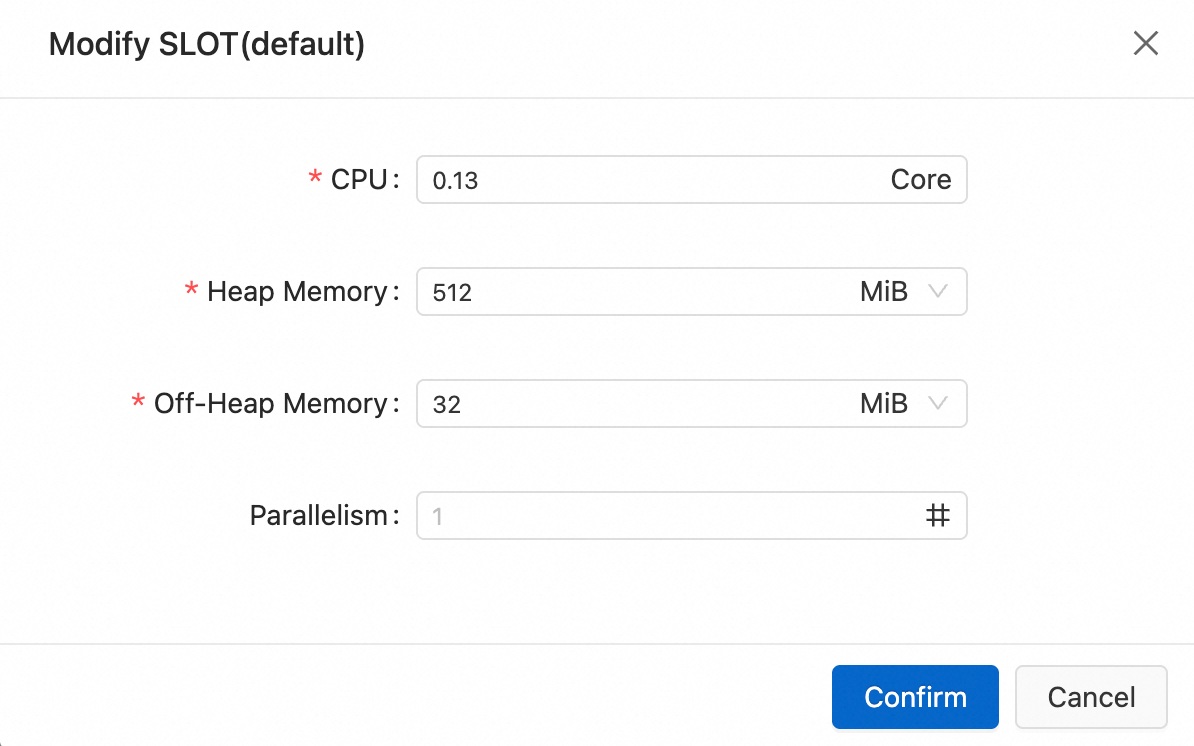 Modify SLOT(default)
* CPU: 0.13 Core
* Heap Memory: 512 MiB
* Off-Heap Memory: 32 MiB
Parallelism: 1 #
Confirm Cancel